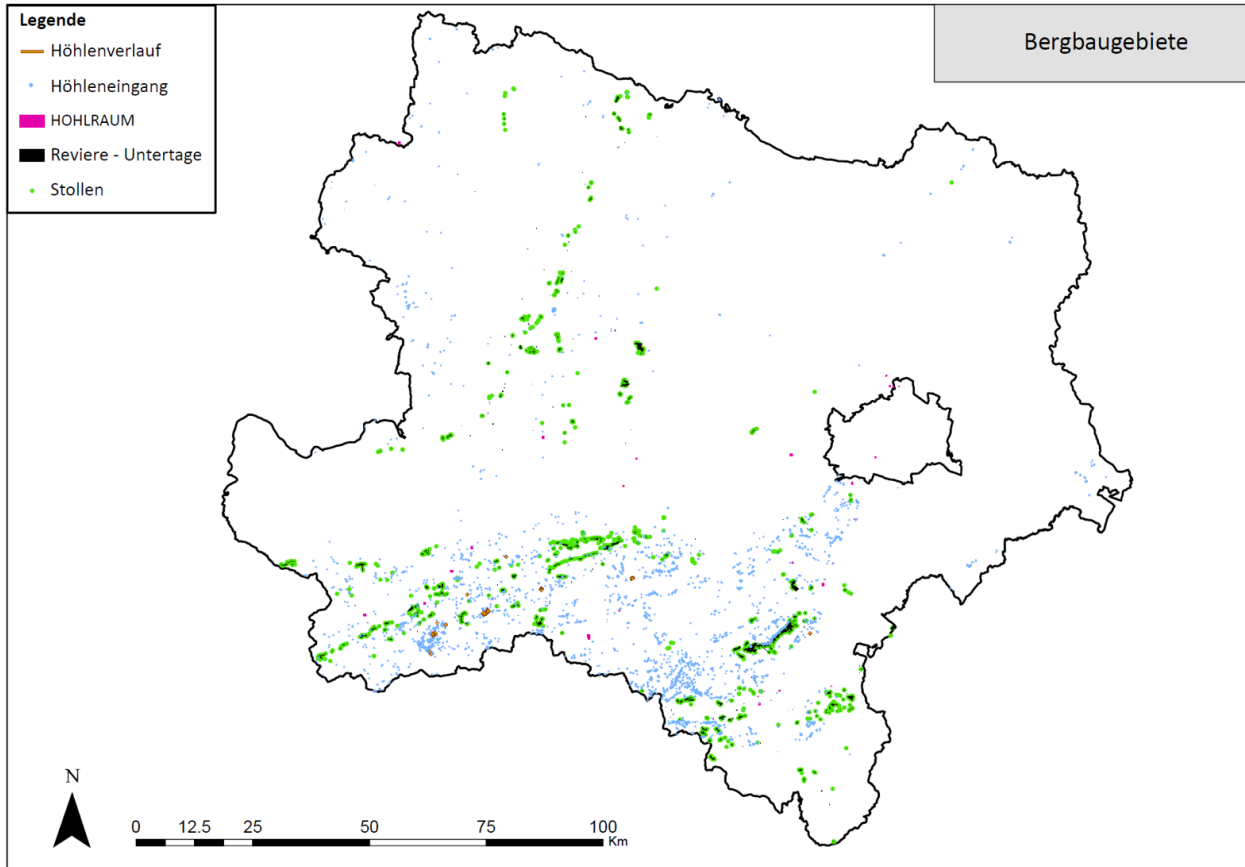 Legende
Höhlenverlauf
Höhleneingang
HOHLRAUM
Reviere - Untertage
Stollen
Bergbaugebiete
N
0 12.5 25 50 75 100
Km